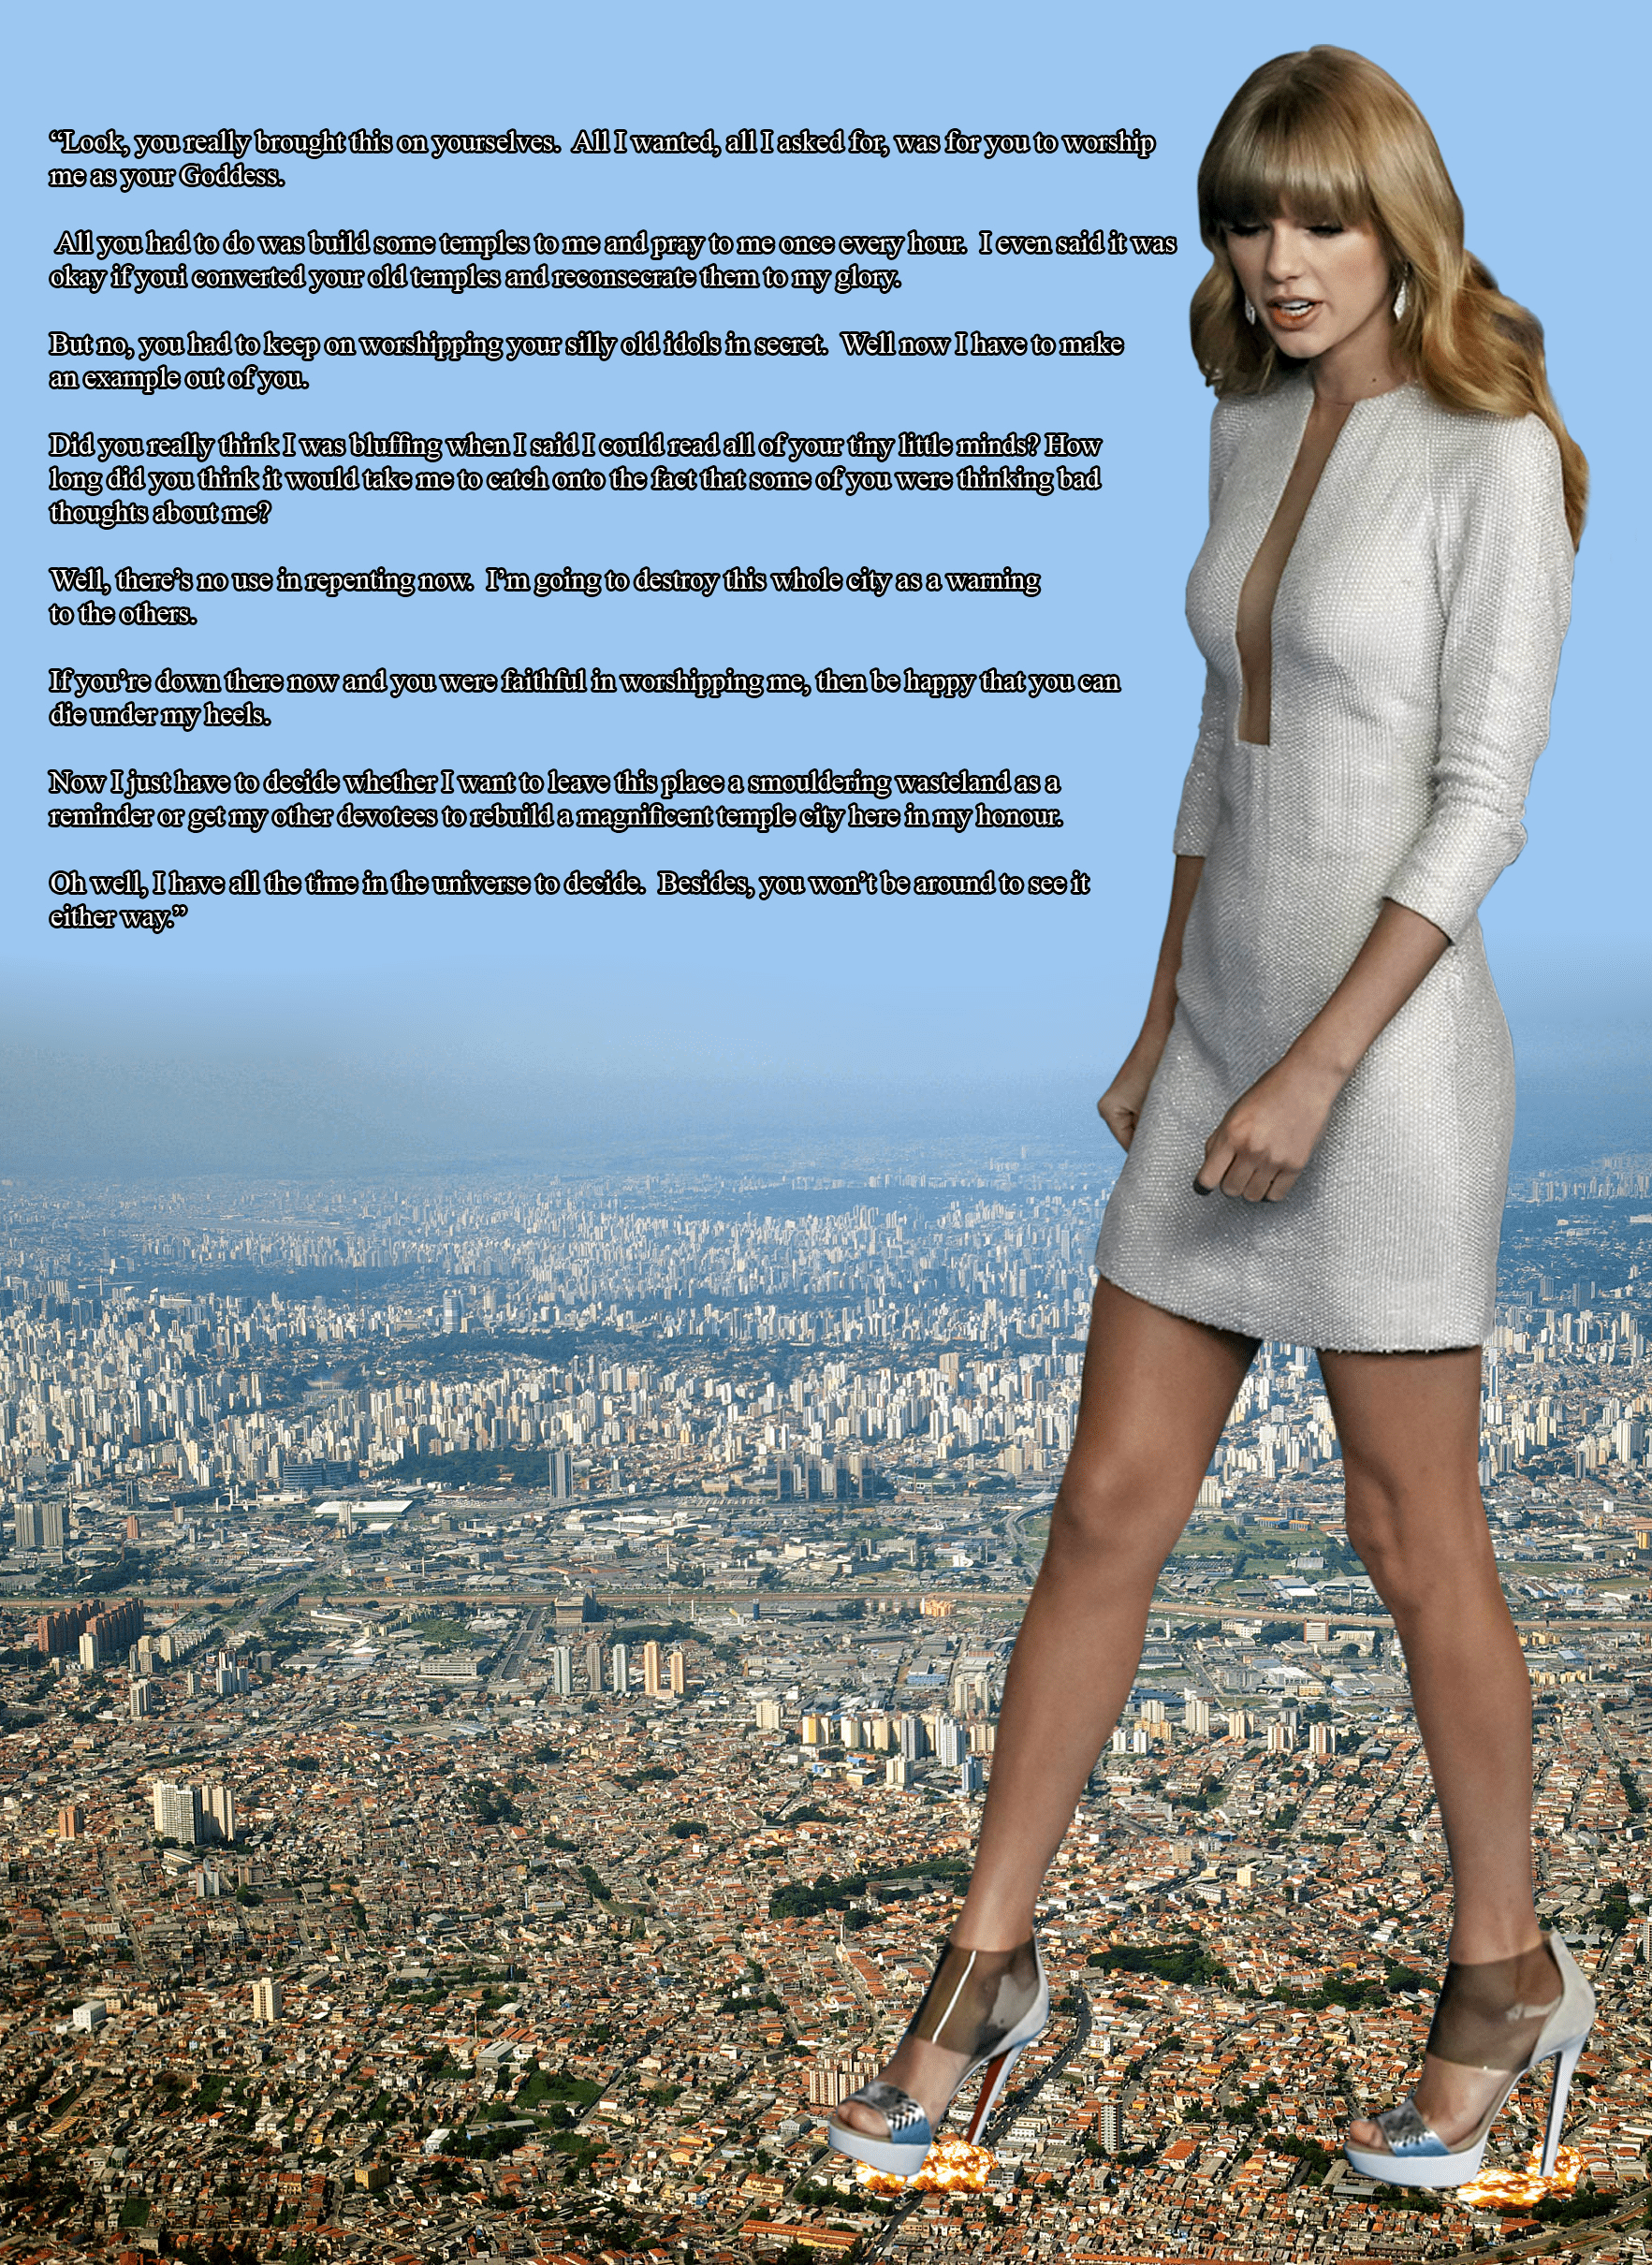 “Look, you really brought this on yourselves.  All I wanted, all I asked for, was for you to worship
me as your Goddess.
All you had to do was build some temples to me and pray to me once every hour.  I even said it was
okay if youi converted your old temples and reconsecrate them to my glory.
But no, you had to keep on worshipping your silly old idols in secret.  Well now I have to make
an example out of you.
Did you really think I was bluffing when I said I could read all of your tiny little minds? How
long did you think it would take me to catch onto the fact that some of you were thinking bad
thoughts about me?
Well, there’s no use in repenting now.  I’m going to destroy this whole city as a warning
to the others.
If you’re down there now and you were faithful in worshipping me, then be happy that you can
die under my heels.
Now I just have to decide whether I want to leave this place a smouldering wasteland as a
reminder or get my other devotees to rebuild a magnificent temple city here in my honour.
Oh well, I have all the time in the universe to decide.  Besides, you won’t be around to see it
either way.”